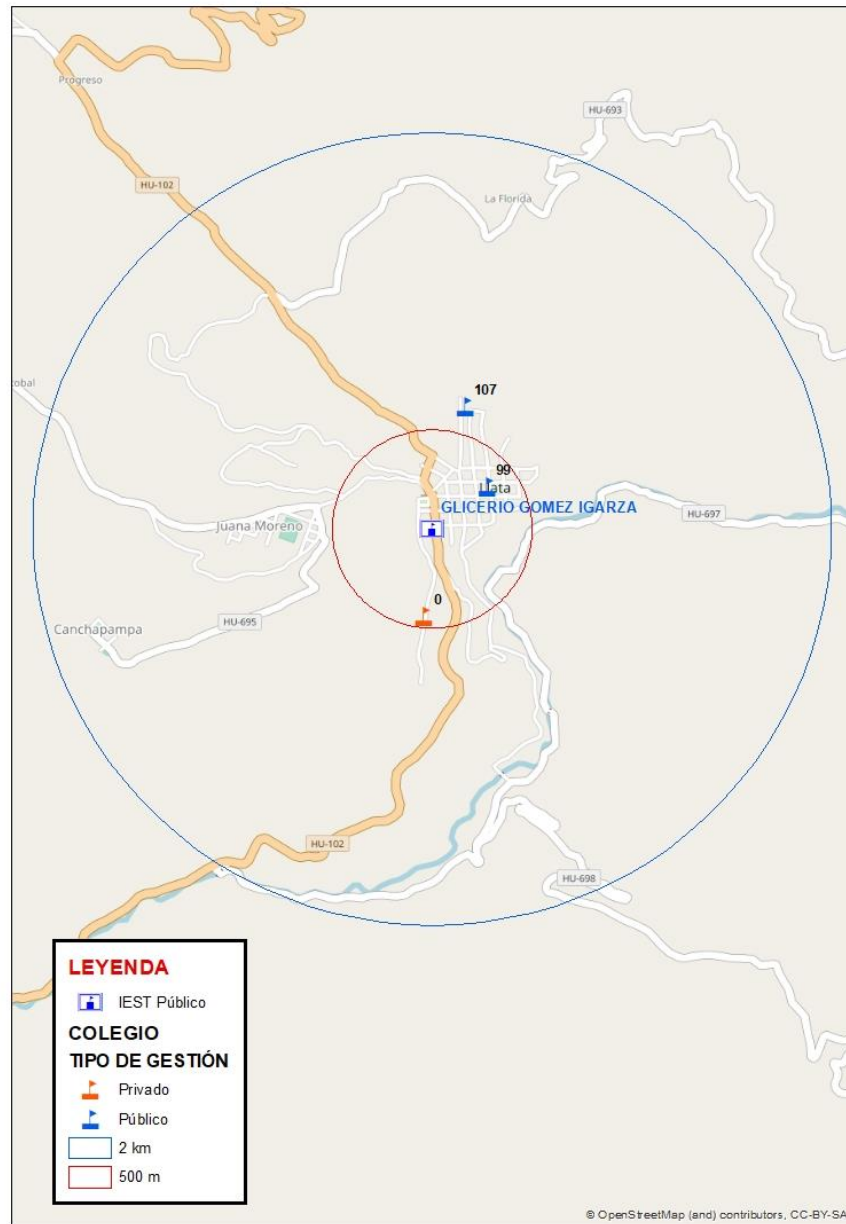 Progreso
HU-693
HU-102
La Florida
obal
107
99
Llata
GLICERIO GOMEZ IGARZA
HU-697
Juana Moreno
0
HU-695
Canchapampa
HU-102
HU-698
LEYENDA
IEST Público
COLEGIO
TIPO DE GESTIÓN
Privado
Público
2 km
500 m
© OpenStreetMap (and) contributors, CC-BY-SA